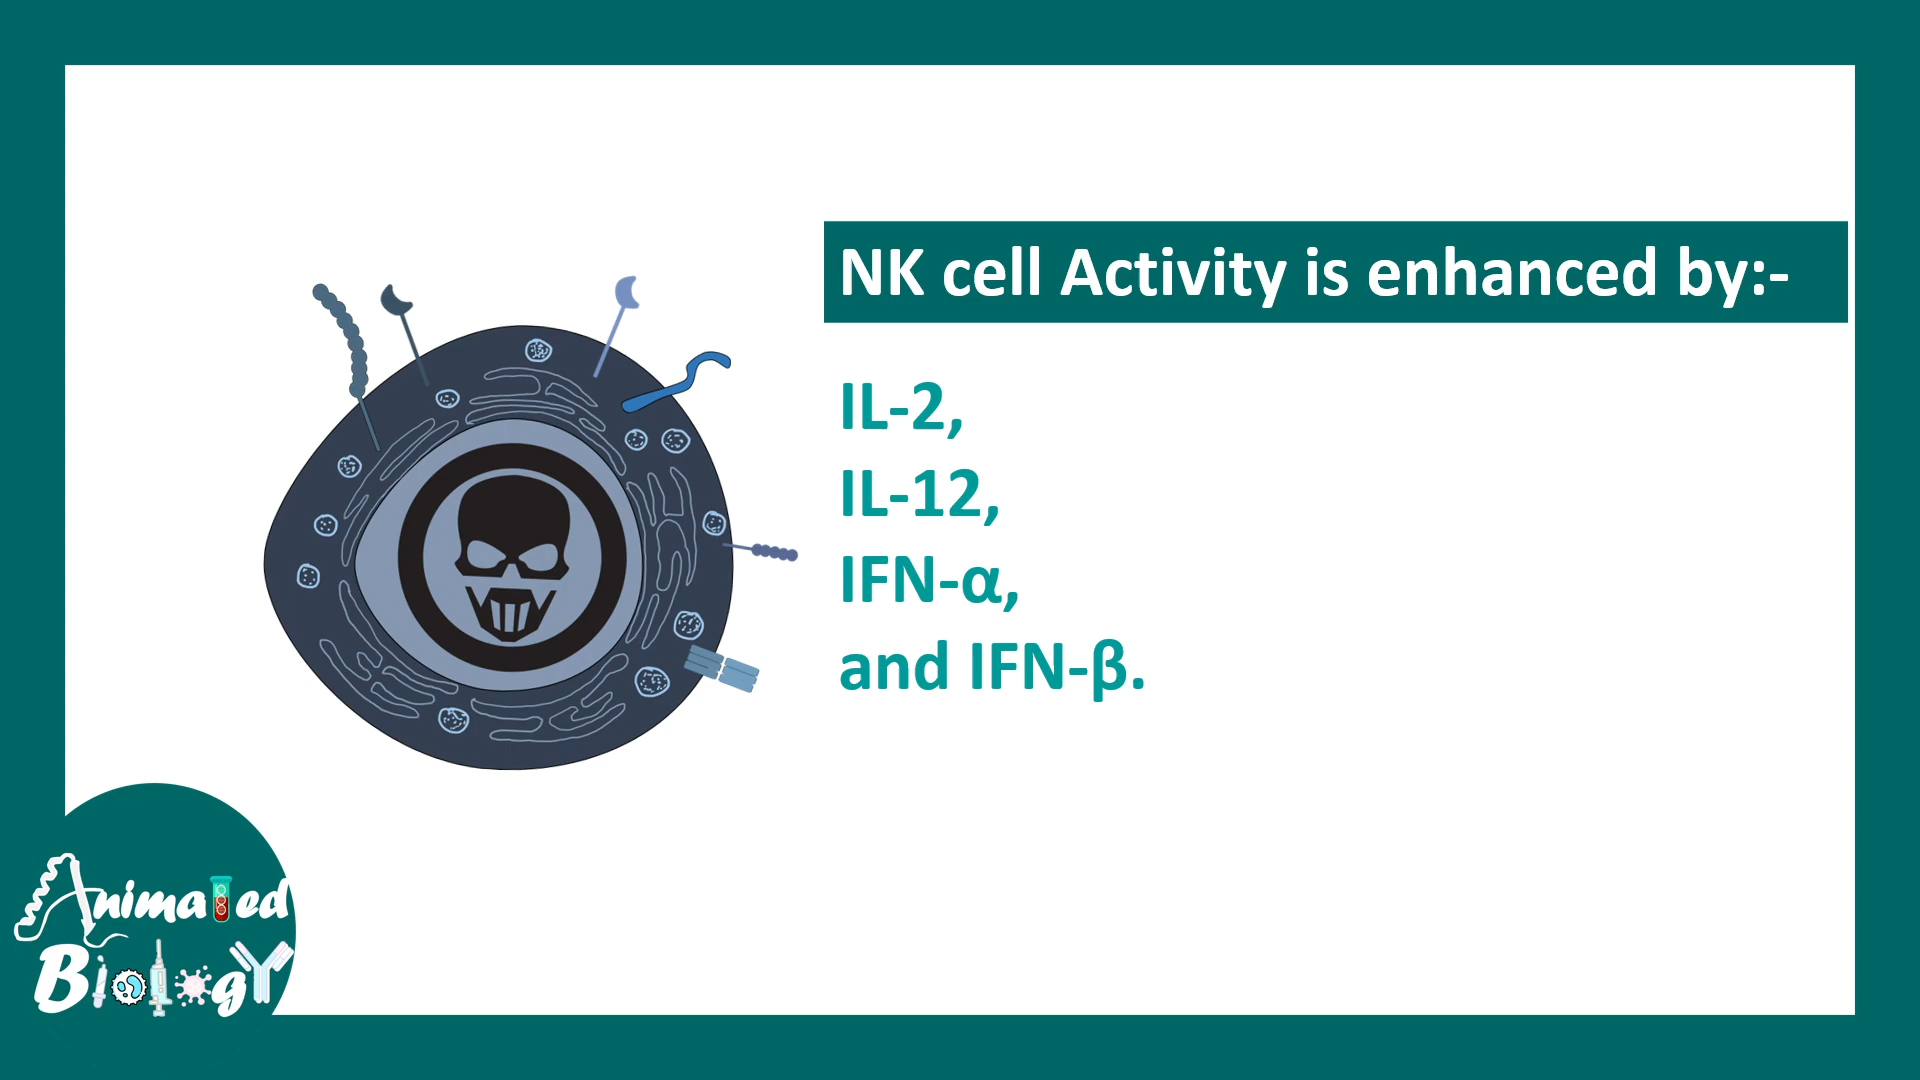 NK cell Activity is enhanced by:-
IL-2,
IL-12,
IFN-α,
and IFN-β.
Animated
Biology